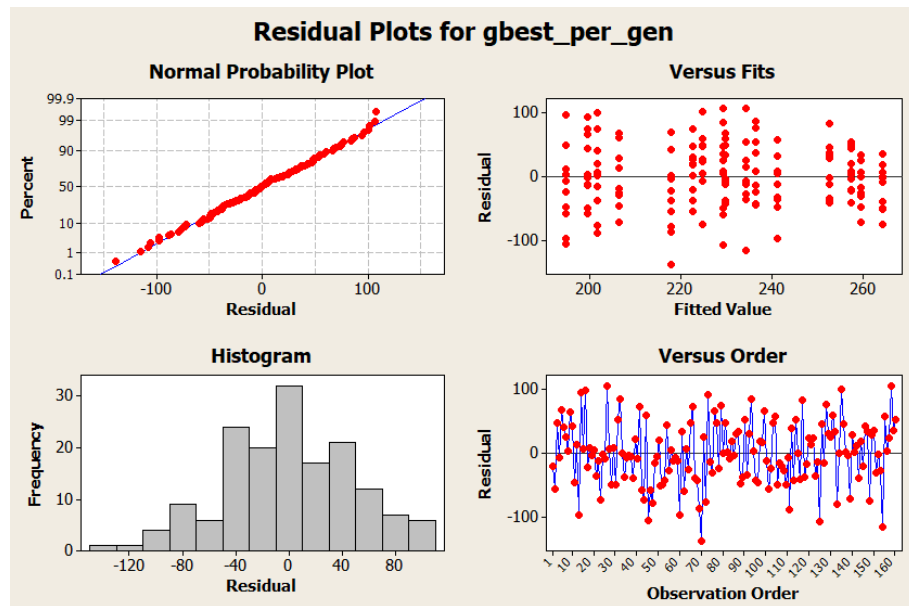 Residual Plots for gbest_per_gen
Normal Probability Plot
99.9
99
90
50
10
1
0.1
Percent
-100 0 100
Residual
Versus Fits
100
0
-100
Residual
200 220 240 260
Fitted Value
Histogram
30
20
10
0
Frequency
-120 -80 -40 0 40 80
Residual
Versus Order
100
0
-100
Residual
1 10 20 30 40 50 60 70 80 90 100 110 120 130 140 150 160
Observation Order